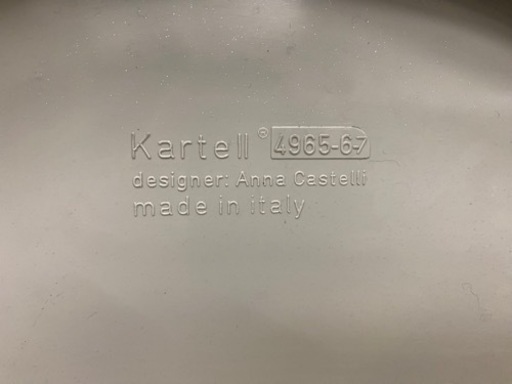 Kartell® 4965-6-7
designer: Anna Castelli
made in italy